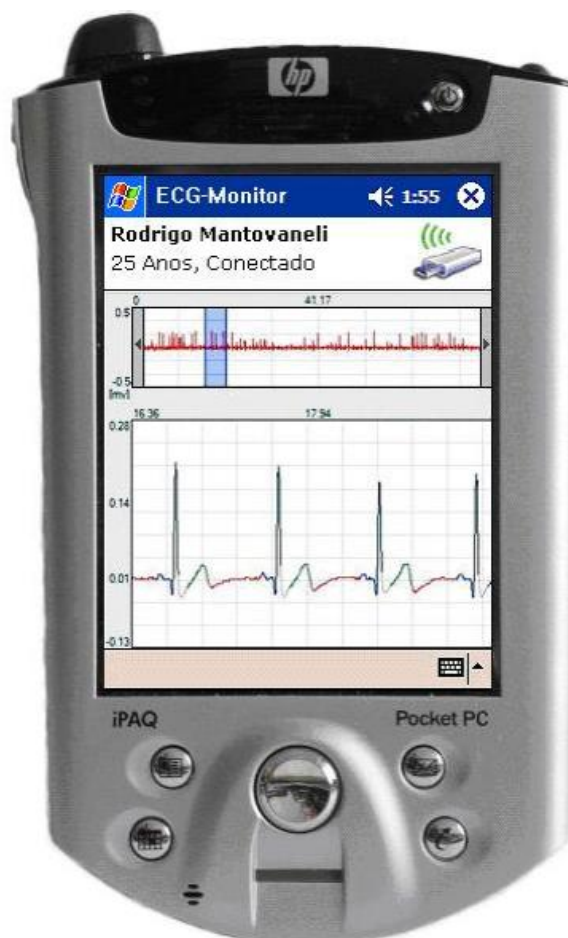 hp
ECG-Monitor 1:55
Rodrigo Mantovaneli
25 Anos, Conectado
0 41.17
0.5
-0.5
[mv]
16.36 17.94
0.28
0.14
0.01
-0.13
iPAQ Pocket PC